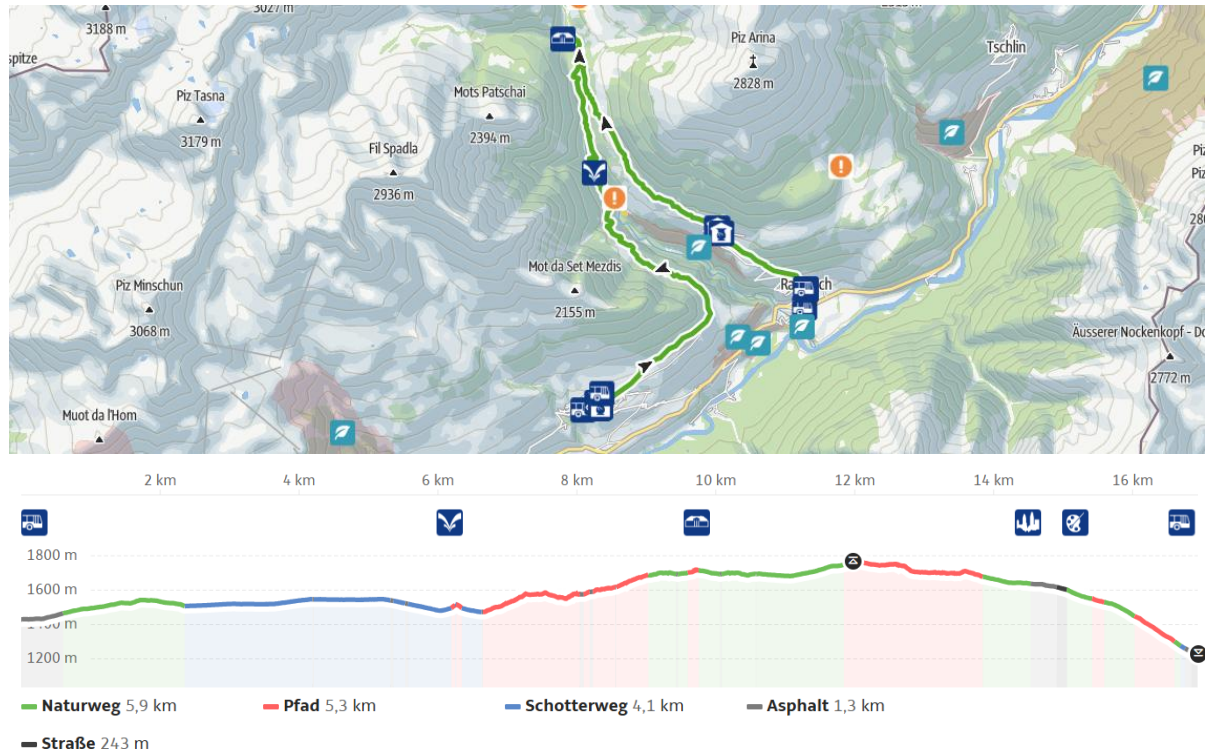 3027 m
3188 m
spitze
Piz Arina
2828 m
Tschlin
Piz Tasna
3179 m
Mots Patschai
2394 m
Fil Spadla
2936 m
Mot da Set Mezdis
2155 m
Piz Minschun
3068 m
Äusserer Nockenkopf - Do
2772 m
Muot da l'Hom
2 km 4 km 6 km 8 km 10 km 12 km 14 km 16 km
1800 m
1600 m
1400 m
1200 m
Naturweg 5,9 km Pfad 5,3 km Schotterweg 4,1 km Asphalt 1,3 km
Straße 243 m